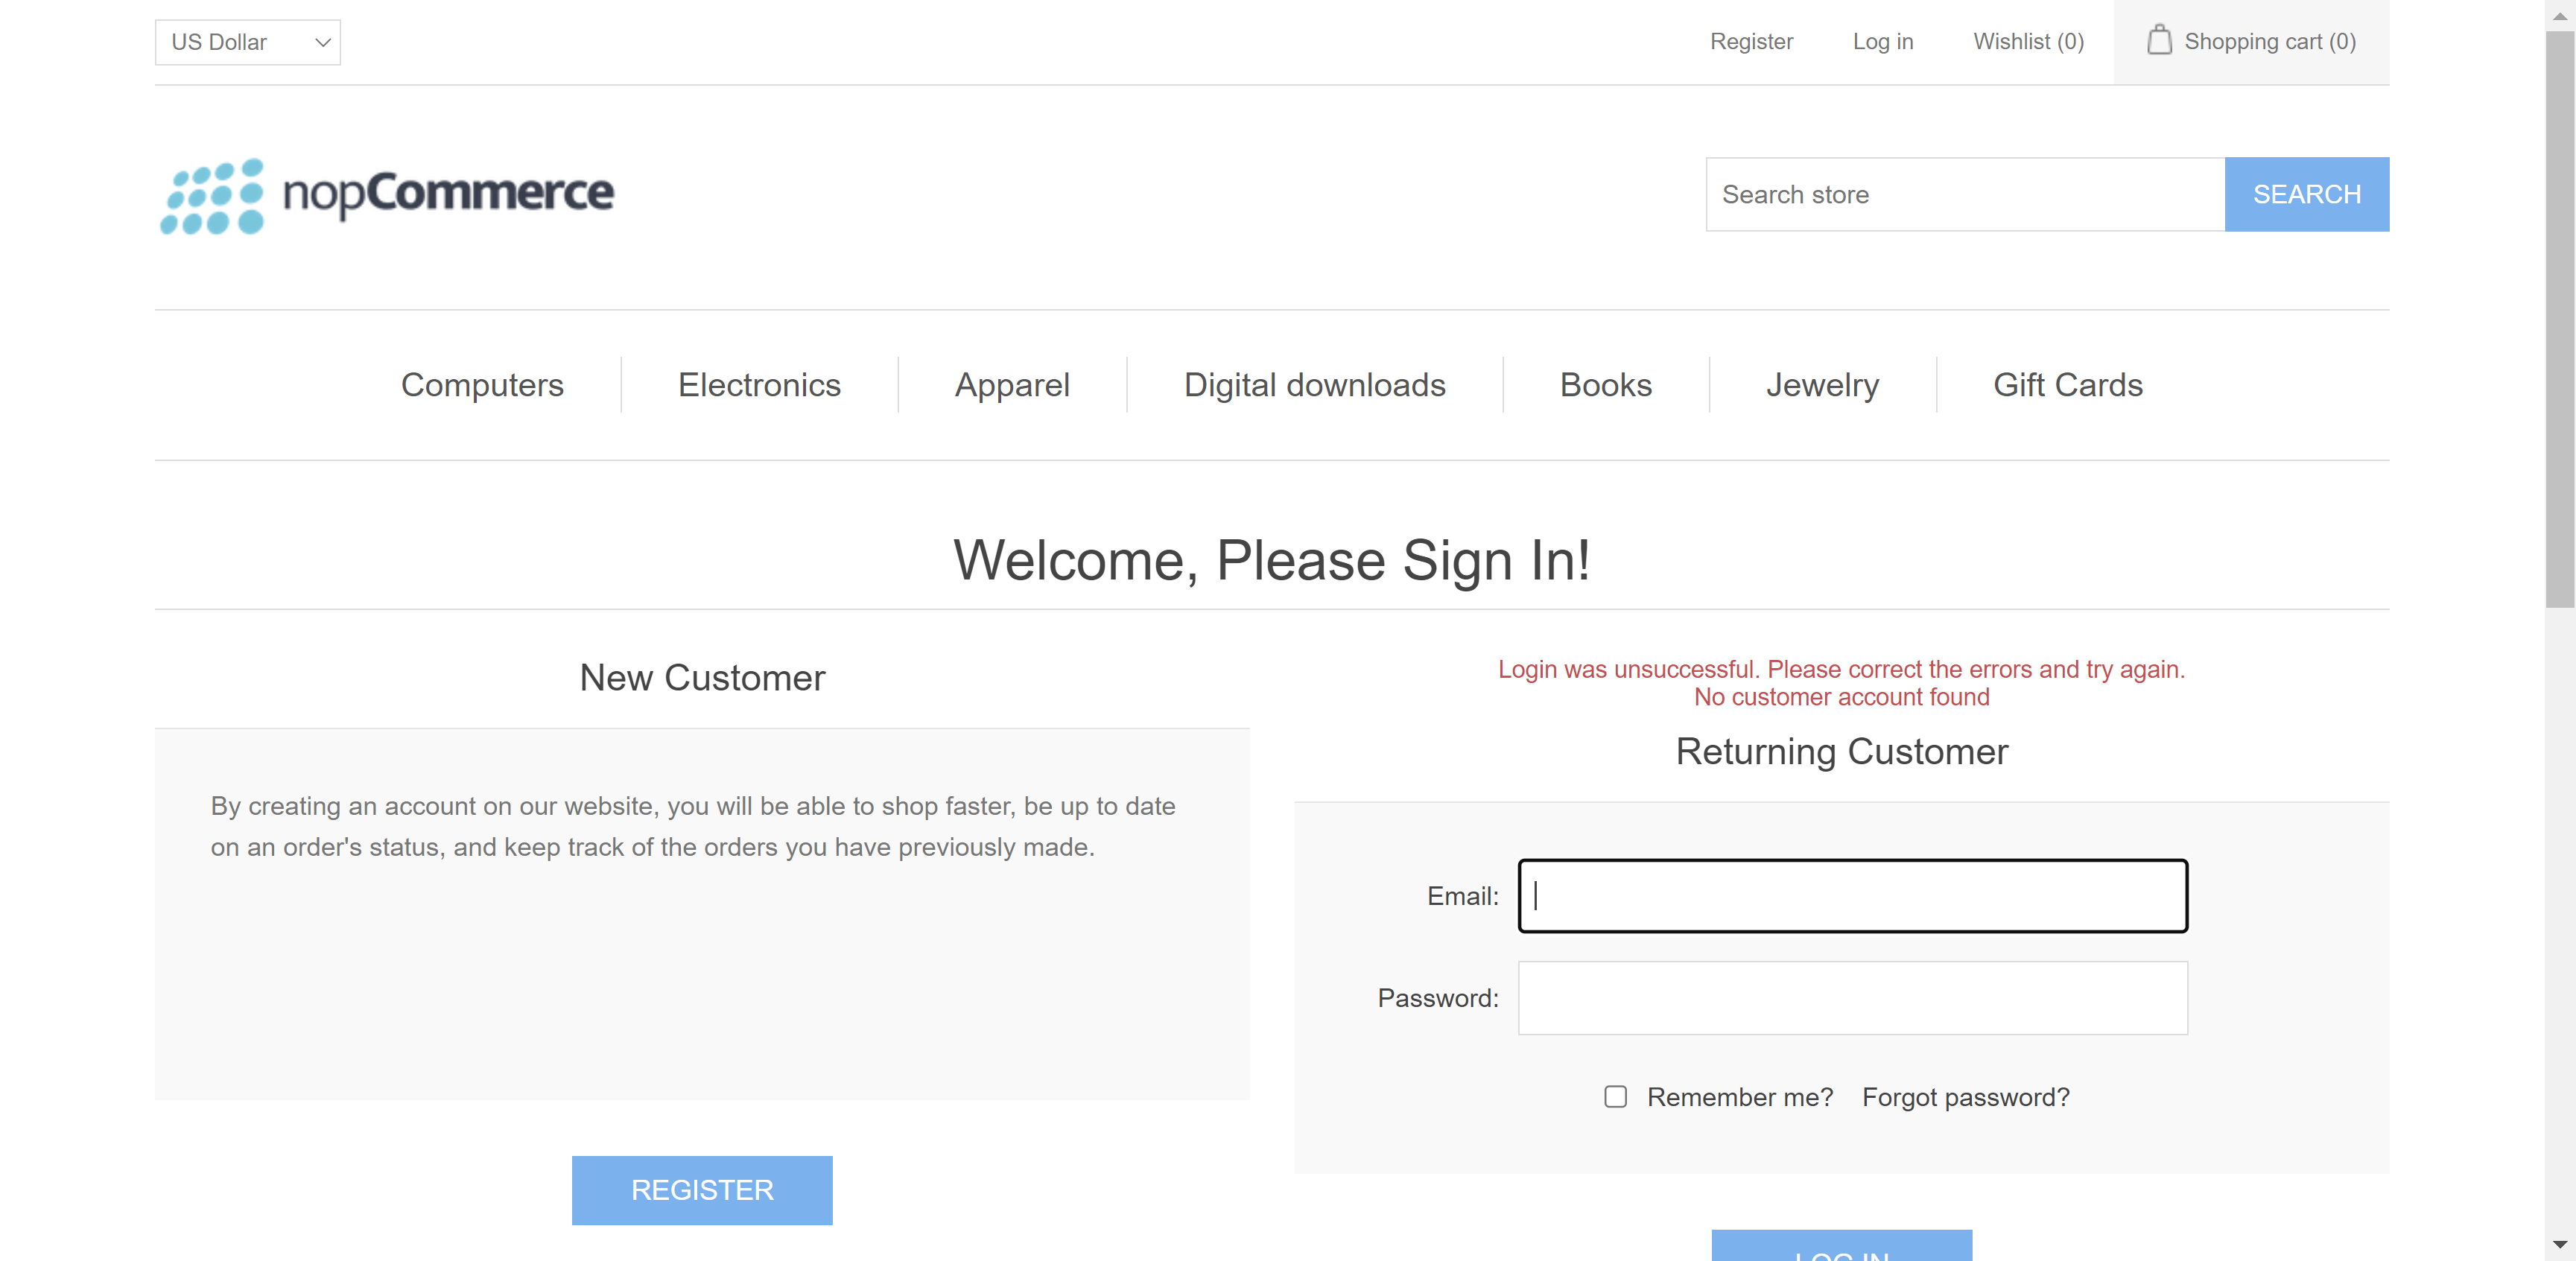 US Dollar
Register
Log in
Wishlist (0)
Shopping cart (0)
nopCommerce
Search store
SEARCH
Computers
Electronics
Apparel
Digital downloads
Books
Jewelry
Gift Cards
Welcome, Please Sign In!
New Customer
By creating an account on our website, you will be able to shop faster, be up to date
on an order's status, and keep track of the orders you have previously made.
REGISTER
Login was unsuccessful. Please correct the errors and try again.
No customer account found
Returning Customer
Email:
Password:
Remember me?
Forgot password?
LOG IN